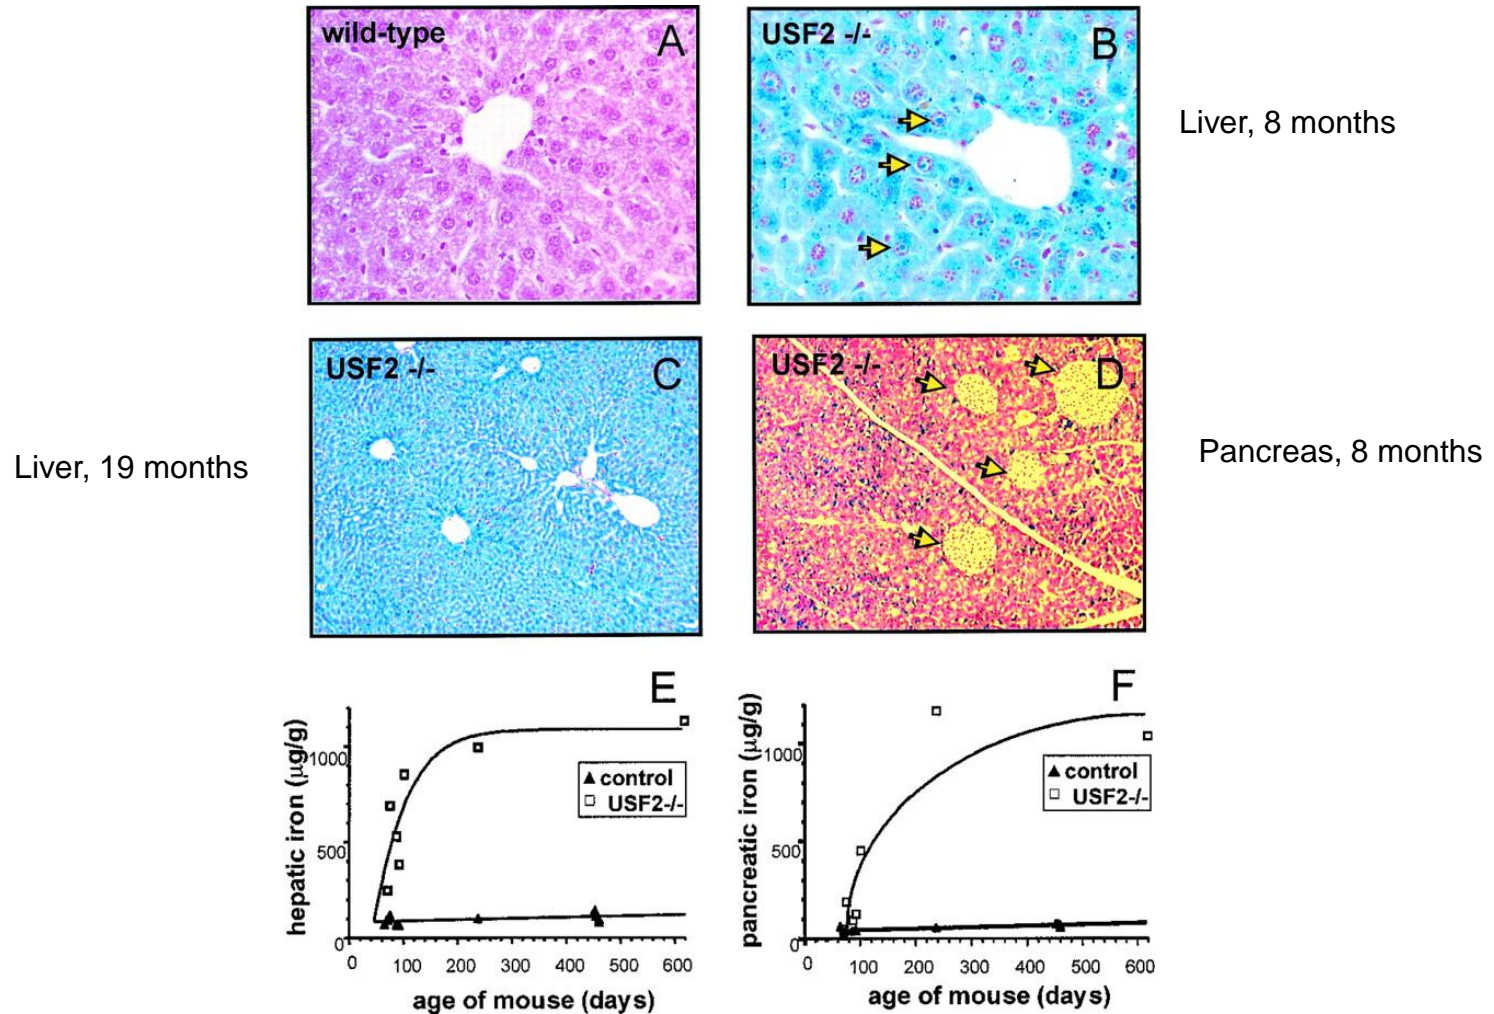 wild-type A
USF2 -/- B
Liver, 8 months
USF2 -/- C
USF2 -/- D
Liver, 19 months
Pancreas, 8 months
E
hepatic iron (µg/g)
1000
500
0
▲ control
□ USF2-/-
0 100 200 300 400 500 600
age of mouse (days)
F
pancreatic iron (µg/g)
1000
500
0
▲ control
□ USF2-/-
0 100 200 300 400 500 600
age of mouse (days)